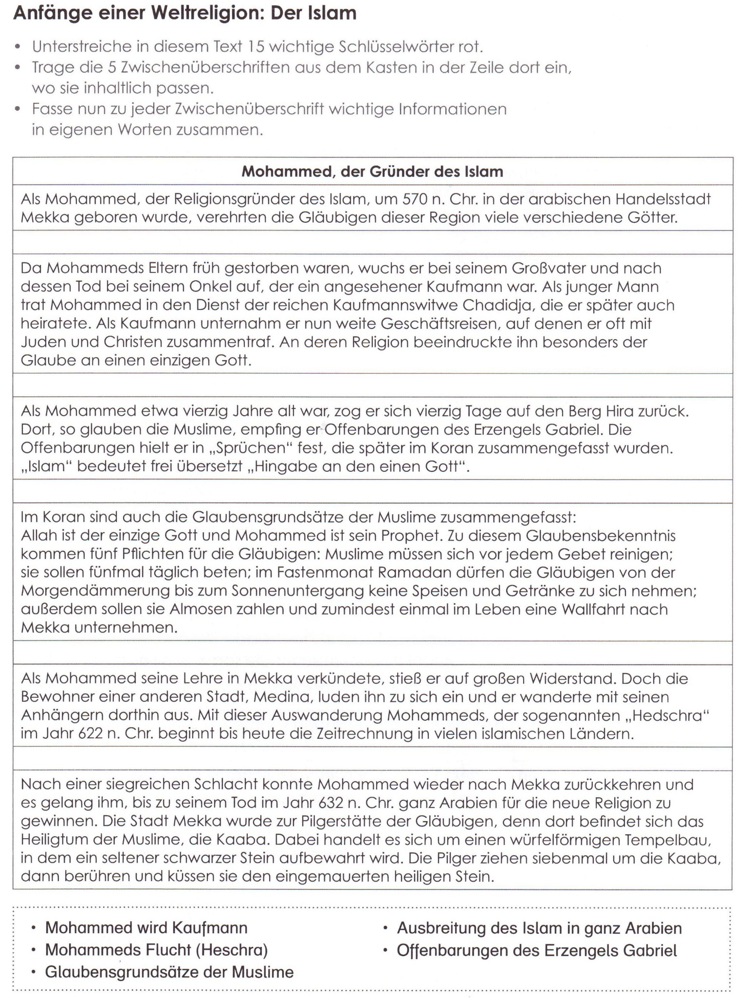 Anfänge einer Weltreligion: Der Islam
• Unterstreiche in diesem Text 15 wichtige Schlüsselwörter rot.
• Trage die 5 Zwischenüberschriften aus dem Kasten in der Zeile dort ein,
wo sie inhaltlich passen.
• Fasse nun zu jeder Zwischenüberschrift wichtige Informationen
in eigenen Worten zusammen.
Mohammed, der Gründer des Islam
Als Mohammed, der Religionsgründer des Islam, um 570 n. Chr. in der arabischen Handelsstadt
Mekka geboren wurde, verehrten die Gläubigen dieser Region viele verschiedene Götter.
Da Mohammeds Eltern früh gestorben waren, wuchs er bei seinem Großvater und nach
dessen Tod bei seinem Onkel auf, der ein angesehener Kaufmann war. Als junger Mann
trat Mohammed in den Dienst der reichen Kaufmannswitwe Chadidja, die er später auch
heiratete. Als Kaufmann unternahm er nun weite Geschäftsreisen, auf denen er oft mit
Juden und Christen zusammentraf. An deren Religion beeindruckte ihn besonders der
Glaube an einen einzigen Gott.
Als Mohammed etwa vierzig Jahre alt war, zog er sich vierzig Tage auf den Berg Hira zurück.
Dort, so glauben die Muslime, empfing er Offenbarungen des Erzengels Gabriel. Die
Offenbarungen hielt er in „Sprüchen“ fest, die später im Koran zusammengefasst wurden.
„Islam“ bedeutet frei übersetzt „Hingabe an den einen Gott“.
Im Koran sind auch die Glaubensgrundsätze der Muslime zusammengefasst:
Allah ist der einzige Gott und Mohammed ist sein Prophet. Zu diesem Glaubensbekenntnis
kommen fünf Pflichten für die Gläubigen: Muslime müssen sich vor jedem Gebet reinigen;
sie sollen fünfmal täglich beten; im Fastenmonat Ramadan dürfen die Gläubigen von der
Morgendämmerung bis zum Sonnenuntergang keine Speisen und Getränke zu sich nehmen;
außerdem sollen sie Almosen zahlen und zumindest einmal im Leben eine Wallfahrt nach
Mekka unternehmen.
Als Mohammed seine Lehre in Mekka verkündete, stieß er auf großen Widerstand. Doch die
Bewohner einer anderen Stadt, Medina, luden ihn zu sich ein und er wanderte mit seinen
Anhängern dorthin aus. Mit dieser Auswanderung Mohammeds, der sogenannten „Hedschra“
im Jahr 622 n. Chr. beginnt bis heute die Zeitrechnung in vielen islamischen Ländern.
Nach einer siegreichen Schlacht konnte Mohammed wieder nach Mekka zurückkehren und
es gelang ihm, bis zu seinem Tod im Jahr 632 n. Chr. ganz Arabien für die neue Religion zu
gewinnen. Die Stadt Mekka wurde zur Pilgerstätte der Gläubigen, denn dort befindet sich das
Heiligtum der Muslime, die Kaaba. Dabei handelt es sich um einen würfelförmigen Tempelbau,
in dem ein seltener schwarzer Stein aufbewahrt wird. Die Pilger ziehen siebenmal um die Kaaba,
dann berühren und küssen sie den eingemauerten heiligen Stein.
• Mohammed wird Kaufmann
• Mohammeds Flucht (Heschra)
• Glaubensgrundsätze der Muslime
• Ausbreitung des Islam in ganz Arabien
• Offenbarungen des Erzengels Gabriel